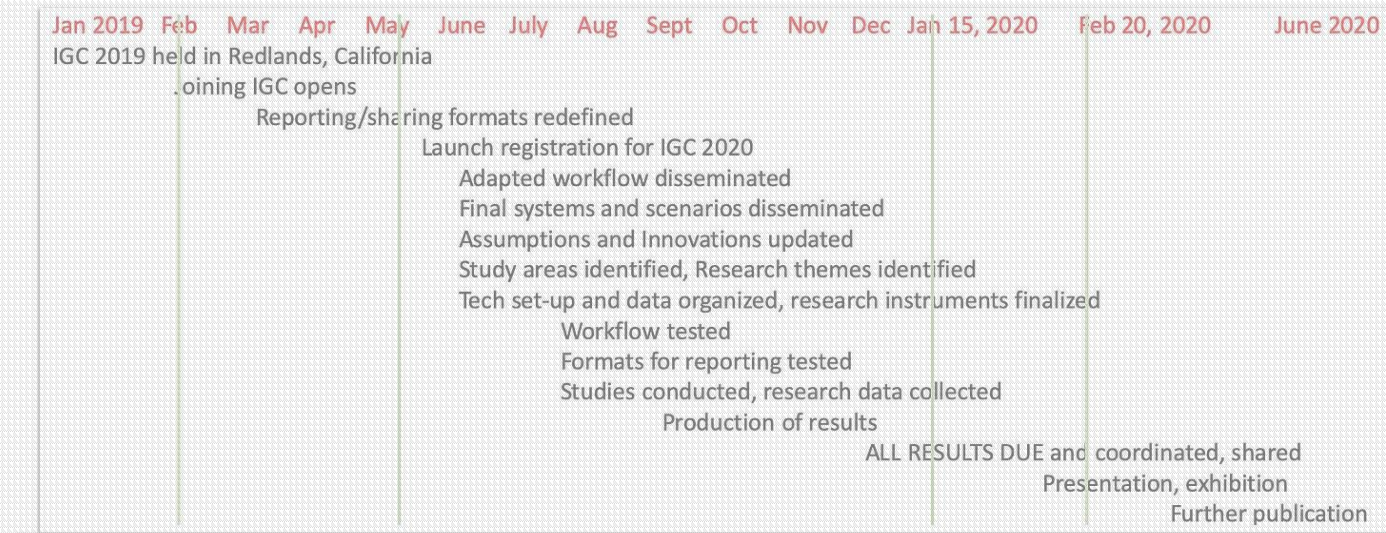 Jan 2019 Feb Mar Apr May June July Aug Sept Oct Nov Dec Jan 15, 2020 Feb 20, 2020 June 2020
IGC 2019 held in Redlands, California
Joining IGC opens
Reporting/sharing formats redefined
Launch registration for IGC 2020
Adapted workflow disseminated
Final systems and scenarios disseminated
Assumptions and Innovations updated
Study areas identified, Research themes identified
Tech set-up and data organized, research instruments finalized
Workflow tested
Formats for reporting tested
Studies conducted, research data collected
Production of results
ALL RESULTS DUE and coordinated, shared
Presentation, exhibition
Further publication